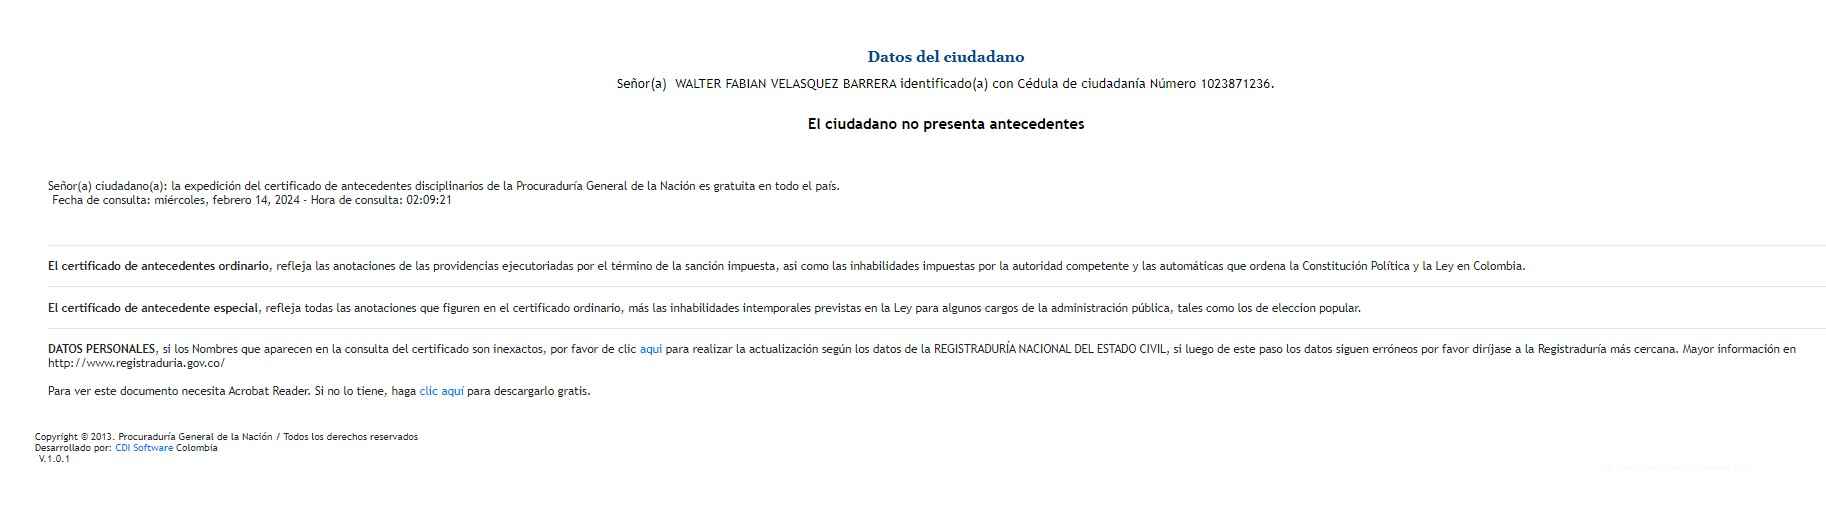 Datos del ciudadano
Señor(a) WALTER FABIAN VELASQUEZ BARRERA identificado(a) con Cédula de ciudadanía Número 1023871236.
El ciudadano no presenta antecedentes
Señor(a) ciudadano(a): la expedición del certificado de antecedentes disciplinarios de la Procuraduría General de la Nación es gratuita en todo el país.
Fecha de consulta: miércoles, febrero 14, 2024 - Hora de consulta: 02:09:21
El certificado de antecedentes ordinario, refleja las anotaciones de las providencias ejecutoriadas por el término de la sanción impuesta, asi como las inhabilidades impuestas por la autoridad competente y las automáticas que ordena la Constitución Política y la Ley en Colombia.
El certificado de antecedente especial, refleja todas las anotaciones que figuren en el certificado ordinario, más las inhabilidades intemporales previstas en la Ley para algunos cargos de la administración pública, tales como los de eleccion popular.
DATOS PERSONALES, si los Nombres que aparecen en la consulta del certificado son inexactos, por favor de clic aqui para realizar la actualización según los datos de la REGISTRADURÍA NACIONAL DEL ESTADO CIVIL, si luego de este paso los datos siguen erróneos por favor diríjase a la Registraduría más cercana. Mayor información en
http://www.registraduria.gov.co/
Para ver este documento necesita Acrobat Reader. Si no lo tiene, haga clic aquí para descargarlo gratis.
Copyright © 2013. Procuraduría General de la Nación / Todos los derechos reservados
Desarrollado por: CDI Software Colombia
V.1.0.1